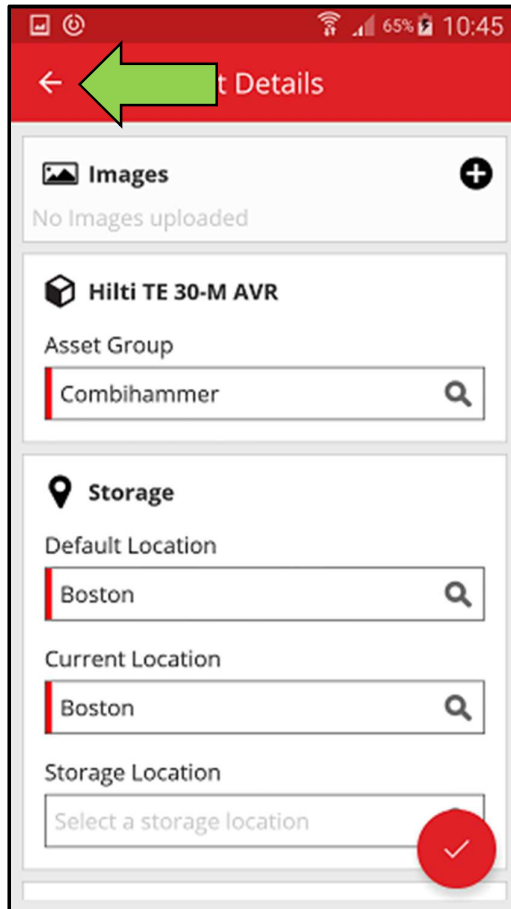 65% 10:45
t Details
Images
No Images uploaded
Hilti TE 30-M AVR
Asset Group
Combihammer
Storage
Default Location
Boston
Current Location
Boston
Storage Location
Select a storage location